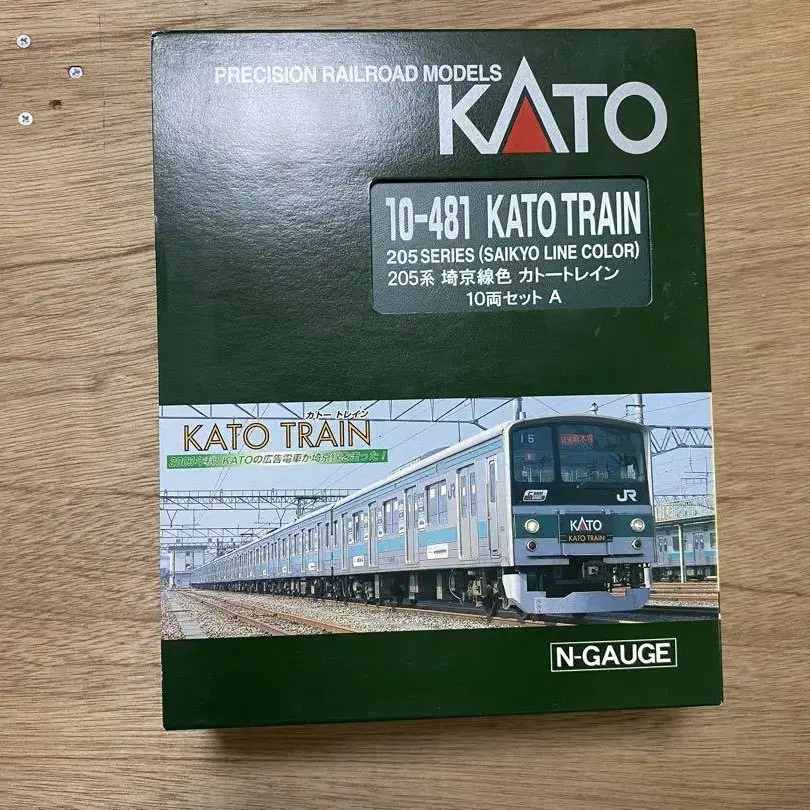 PRECISION RAILROAD MODELS
KATO
10-481 KATO TRAIN
205 SERIES (SAIKYO LINE COLOR)
205系 埼京線色 カトートレイン
10両セット A
カトー トレイン
KATO TRAIN
KATOの広告電車が埼京線を走った!
15
JR
JR
KATO
KATO TRAIN
N-GAUGE